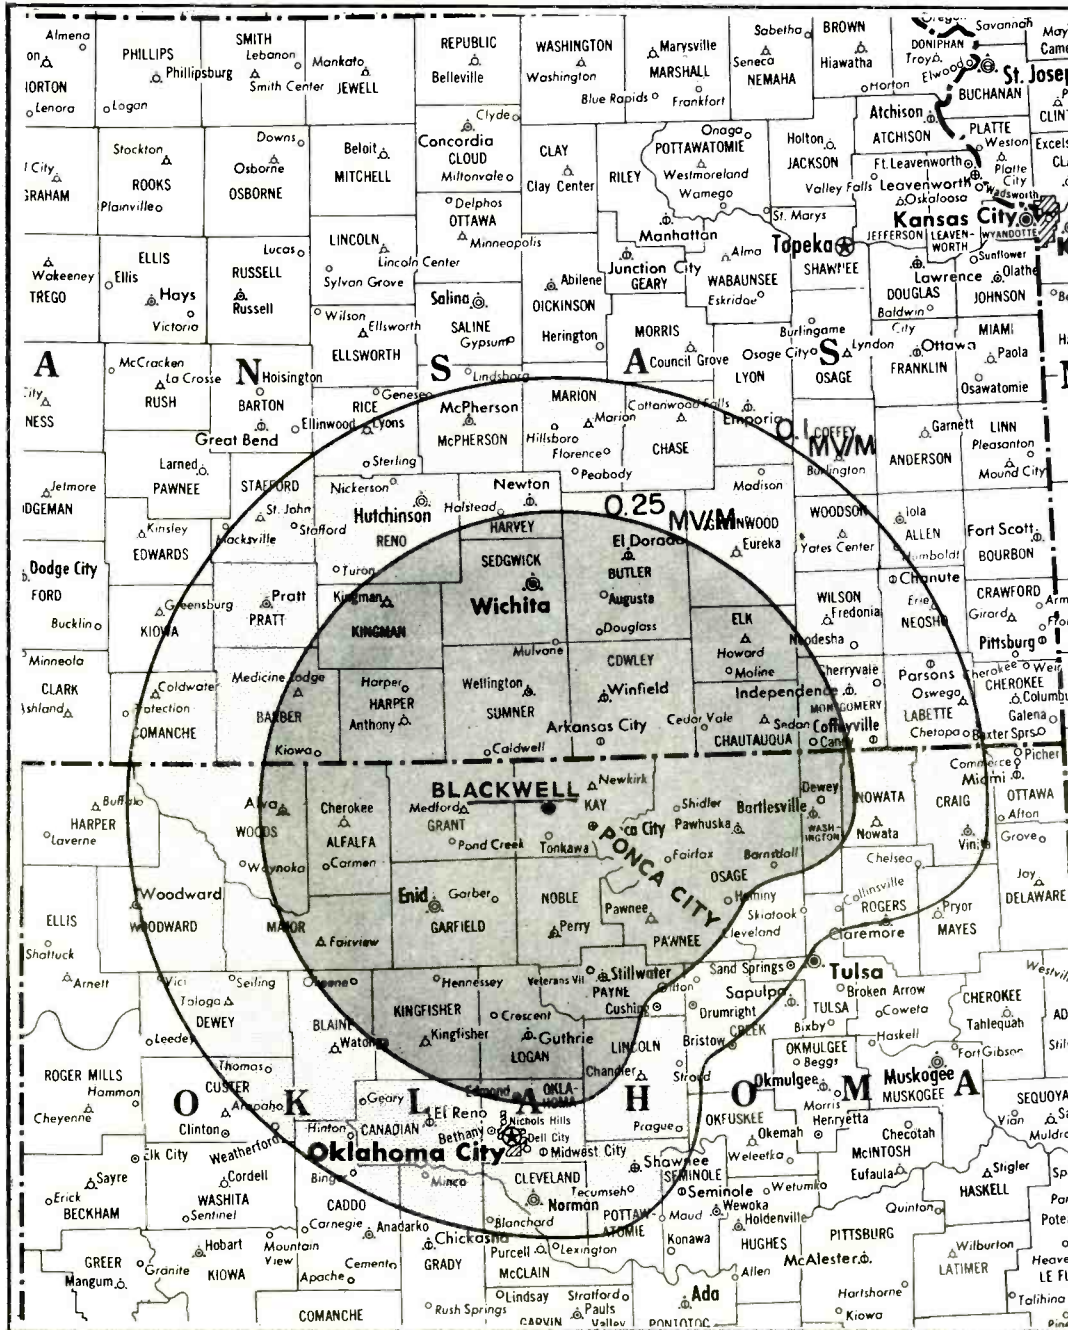 Almena
PHILLIPS
SMITH
Lebanon
REPUBLIC
WASHINGTON
Marysville
Sabetha
BROWN
Savannah
DONIPHAN
Phillipsburg
Smith Center
Mankato
JEWELL
Belleville
Washington
MARSHALL
Seneca
NEMAHA
Hiawatha
Troy
Elwood
St. Josep
BUCHANAN
Lenora
Logan
Blue Rapids
Frankfort
Horton
Clyde
Atchison
ATCHISON
PLATTE
Stockton
ROOKS
Plainville
Downs
Osborne
OSBORNE
Beloit
MITCHELL
Concordia
CLOUD
Miltonvale
CLAY
Clay Center
RILEY
Onaga
POTTAWATOMIE
Westmoreland
Wamego
Holton
JACKSON
Valley Falls
Ft. Leavenworth
Leavenworth
Oskaloosa
Weston
Platte
City
Wadsworth
GRAHAM
Delphos
OTTAWA
Minneapolis
St. Marys
Kansas City
JEFFERSON
LEAVEN-
WORTH
WYANDOTTE
Manhattan
Topeka
SHAWNEE
Wakeeney
TREGO
ELLIS
Ellis
Hays
Victoria
Lucas
RUSSELL
Russell
LINCOLN
Lincoln Center
Sylvan Grove
Abilene
DICKINSON
Herington
Junction City
GEARY
Alma
WABAUNSEE
Eskridge
Lawrence
DOUGLAS
Baldwin
City
Sunflower
Olathe
JOHNSON
Wilson
Ellsworth
ELLSWORTH
Salina
SALINE
Gypsum
Lindsborg
MORRIS
Council Grove
Burlingame
Osage City
Lyndon
OSAGE
Ottawa
FRANKLIN
MIAMI
Paola
Osawatomie
A N S A S
McCracken
La Crosse
RUSH
NESS
Hoisington
BARTON
Great Bend
Ellinwood
RICE
Geneseo
Lyons
Sterling
McPherson
McPHERSON
MARION
Marion
Hillsboro
Florence
Peabody
Cottonwood Falls
CHASE
LYON
Emporia
0.1 MV/M
COFFEY
Burlington
Garnett
ANDERSON
LINN
Pleasanton
Mound City
Jetmore
Larned
PAWNEE
STAFFORD
St. John
Stafford
Macksville
Nickerson
Hutchinson
RENO
Halstead
Newton
HARVEY
0.25 MV/M
GREENWOOD
Madison
Eureka
WOODSON
Yates Center
Iola
ALLEN
Humboldt
Fort Scott
BOURBON
Dodge City
FORD
Bucklin
Kinsley
EDWARDS
Greensburg
KIOWA
Pratt
PRATT
Turon
Kingman
KINGMAN
SEDGWICK
Wichita
El Dorado
BUTLER
Augusta
Douglass
Mulvane
ELK
Howard
Moline
WILSON
Fredonia
Neodesha
Chanute
Erie
NEOSHO
CRAWFORD
Girard
Pittsburg
Minneola
CLARK
Ashland
Coldwater
Protection
COMANCHE
Medicine Lodge
BARBER
Kiowa
Harper
HARPER
Anthony
Wellington
SUMNER
Caldwell
COWLEY
Winfield
Arkansas City
Cedar Vale
Sedan
CHAUTAUQUA
Independence
Cherryvale
MONTGOMERY
Coffeyville
Caney
Parsons
Oswego
LABETTE
Chetopa
Cherokee
Weir
CHEROKEE
Columbu
Galena
Baxter Sprs
Buffalo
HARPER
Laverne
Alva
WOODS
Waynoka
Cherokee
ALFALFA
Carmen
BLACKWELL
Medford
GRANT
Pond Creek
Newkirk
KAY
Tonkawa
ca City
PONCA CITY
Shidler
Pawhuska
Fairfax
Bartlesville
Dewey
WASH-
INGTON
Barnsdall
OSAGE
Hominy
NOWATA
Nowata
CRAIG
Vinita
Commerce
Miami
Picher
OTTAWA
Afton
Grove
Chelsea
Collinsville
ROGERS
Claremore
Pryor
MAYES
Jay
DELAWARE
ELLIS
Shattuck
Arnett
Woodward
WOODWARD
MAJOR
Fairview
Enid
Garber
GARFIELD
NOBLE
Perry
Pawnee
PAWNEE
Cleveland
Skiatook
Vici
Seiling
Taloga
DEWEY
Leedey
Okeene
BLAINE
Hennessey
KINGFISHER
Kingfisher
Crescent
Guthrie
LOGAN
Veterans Vil
Stillwater
PAYNE
Cushing
Sand Springs
Tulsa
Sapulpa
Drumright
TULSA
Bixby
Broken Arrow
Coweta
Haskell
CHEROKEE
Tahlequah
Bristow
CREEK
LINCOLN
Chandler
Stroud
OKMULGEE
Beggs
Okmulgee
Morris
Henryetta
Fort Gibson
Muskogee
MUSKOGEE
ROGER MILLS
Hammon
Cheyenne
Thomas
CUSTER
Arapaho
Clinton
Weatherford
Geary
CANADIAN
El Reno
Hinton
Edmond
OKLA-
HOMA
O K L A H O M A
Nichols Hills
Bethany
Dell City
Midwest City
Oklahoma City
Prague
OKFUSKEE
Okemah
Weleetka
Checotah
McINTOSH
Eufaula
SEQUOYA
Elk City
Sayre
Erick
BECKHAM
Cordell
WASHITA
Sentinel
CADDO
Minco
CLEVELAND
Norman
Shawnee
Tecumseh
POTTAW-
ATOMIE
SEMINOLE
Seminole
Wewoka
Wetumka
Maud
Holdenville
HUGHES
Stigler
HASKELL
Quinton
GREER
Mangum
Granite
Hobart
KIOWA
Mountain
View
Carnegie
Anadarko
Cement
Apache
Chickasha
GRADY
Blanchard
Purcell
McCLAIN
Lexington
Konawa
Allen
PITTSBURG
McAlester
Wilburton
LATIMER
Hartshorne
Kiowa
Talihina
COMANCHE
Rush Springs
Lindsay
GARVIN
Stratford
Pauls
Valley
Ada
PONTOTOC